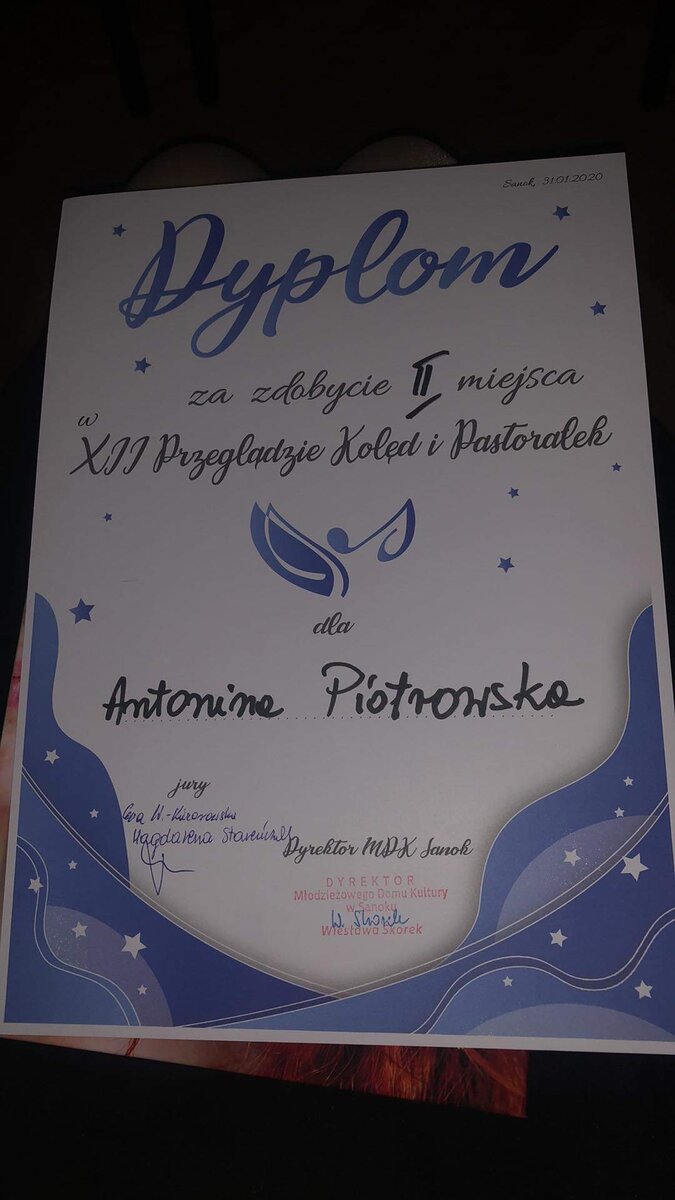 Sanok, 31.01.2020
Dyplom
za zdobycie II miejsca
w
XII Przeglądzie Kolęd i Pastorałek
dla
Antonina Piotrowska
jury
Magdalena
Dyrektor MDK Sanok
DYREKTOR
Młodzieżowego Domu Kultury
w Sanoku
W. Skorek
Wiesława Skorek